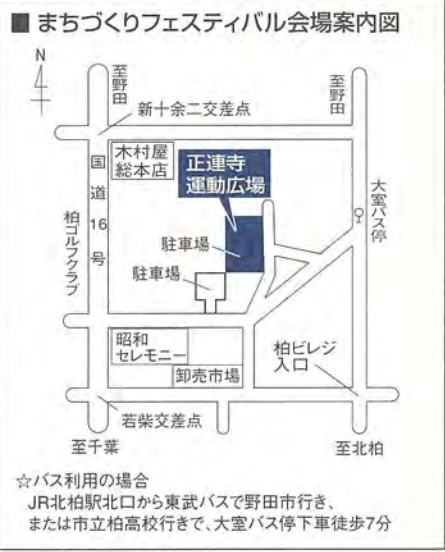 ■ まちづくりフェスティバル会場案内図
N
至野田
至野田
新十余二交差点
木村屋
総本店
正連寺
運動広場
国道16号
大室バス停
柏ゴルフクラブ
駐車場
駐車場
昭和
セレモニー
卸売市場
柏ビレジ
入口
若柴交差点
至千葉
至北柏
☆バス利用の場合
JR北柏駅北口から東武バスで野田市行き、
または市立柏高校行きで、大室バス停下車徒歩7分